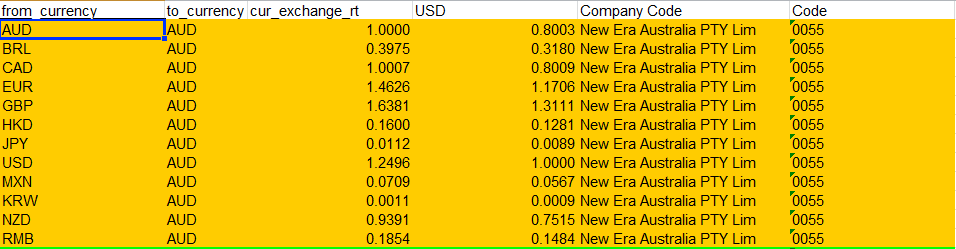 from_currency to_currency cur_exchange_rt USD Company Code Code
AUD AUD 1.0000 0.8003 New Era Australia PTY Lim 0055
BRL AUD 0.3975 0.3180 New Era Australia PTY Lim 0055
CAD AUD 1.0007 0.8009 New Era Australia PTY Lim 0055
EUR AUD 1.4626 1.1706 New Era Australia PTY Lim 0055
GBP AUD 1.6381 1.3111 New Era Australia PTY Lim 0055
HKD AUD 0.1600 0.1281 New Era Australia PTY Lim 0055
JPY AUD 0.0112 0.0089 New Era Australia PTY Lim 0055
USD AUD 1.2496 1.0000 New Era Australia PTY Lim 0055
MXN AUD 0.0709 0.0567 New Era Australia PTY Lim 0055
KRW AUD 0.0011 0.0009 New Era Australia PTY Lim 0055
NZD AUD 0.9391 0.7515 New Era Australia PTY Lim 0055
RMB AUD 0.1854 0.1484 New Era Australia PTY Lim 0055